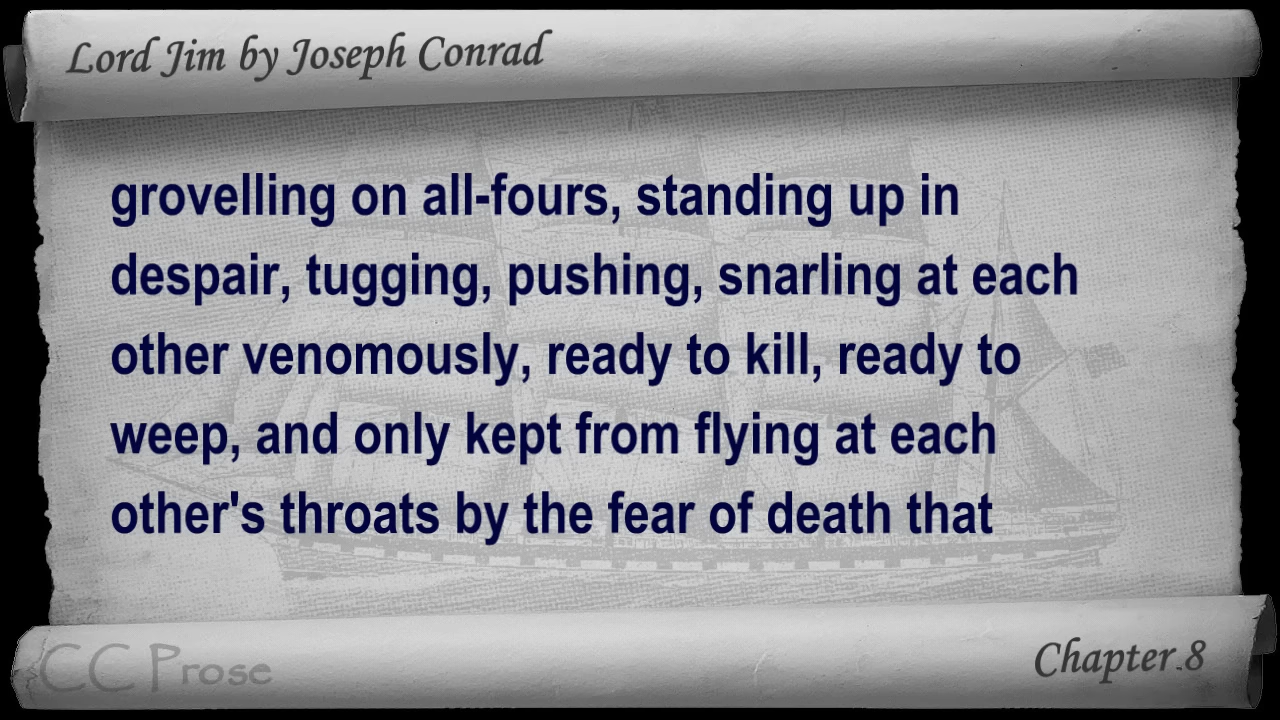 Lord Jim by Joseph Conrad
grovelling on all-fours, standing up in
despair, tugging, pushing, snarling at each
other venomously, ready to kill, ready to
weep, and only kept from flying at each
other's throats by the fear of death that
CC Prose
Chapter 8